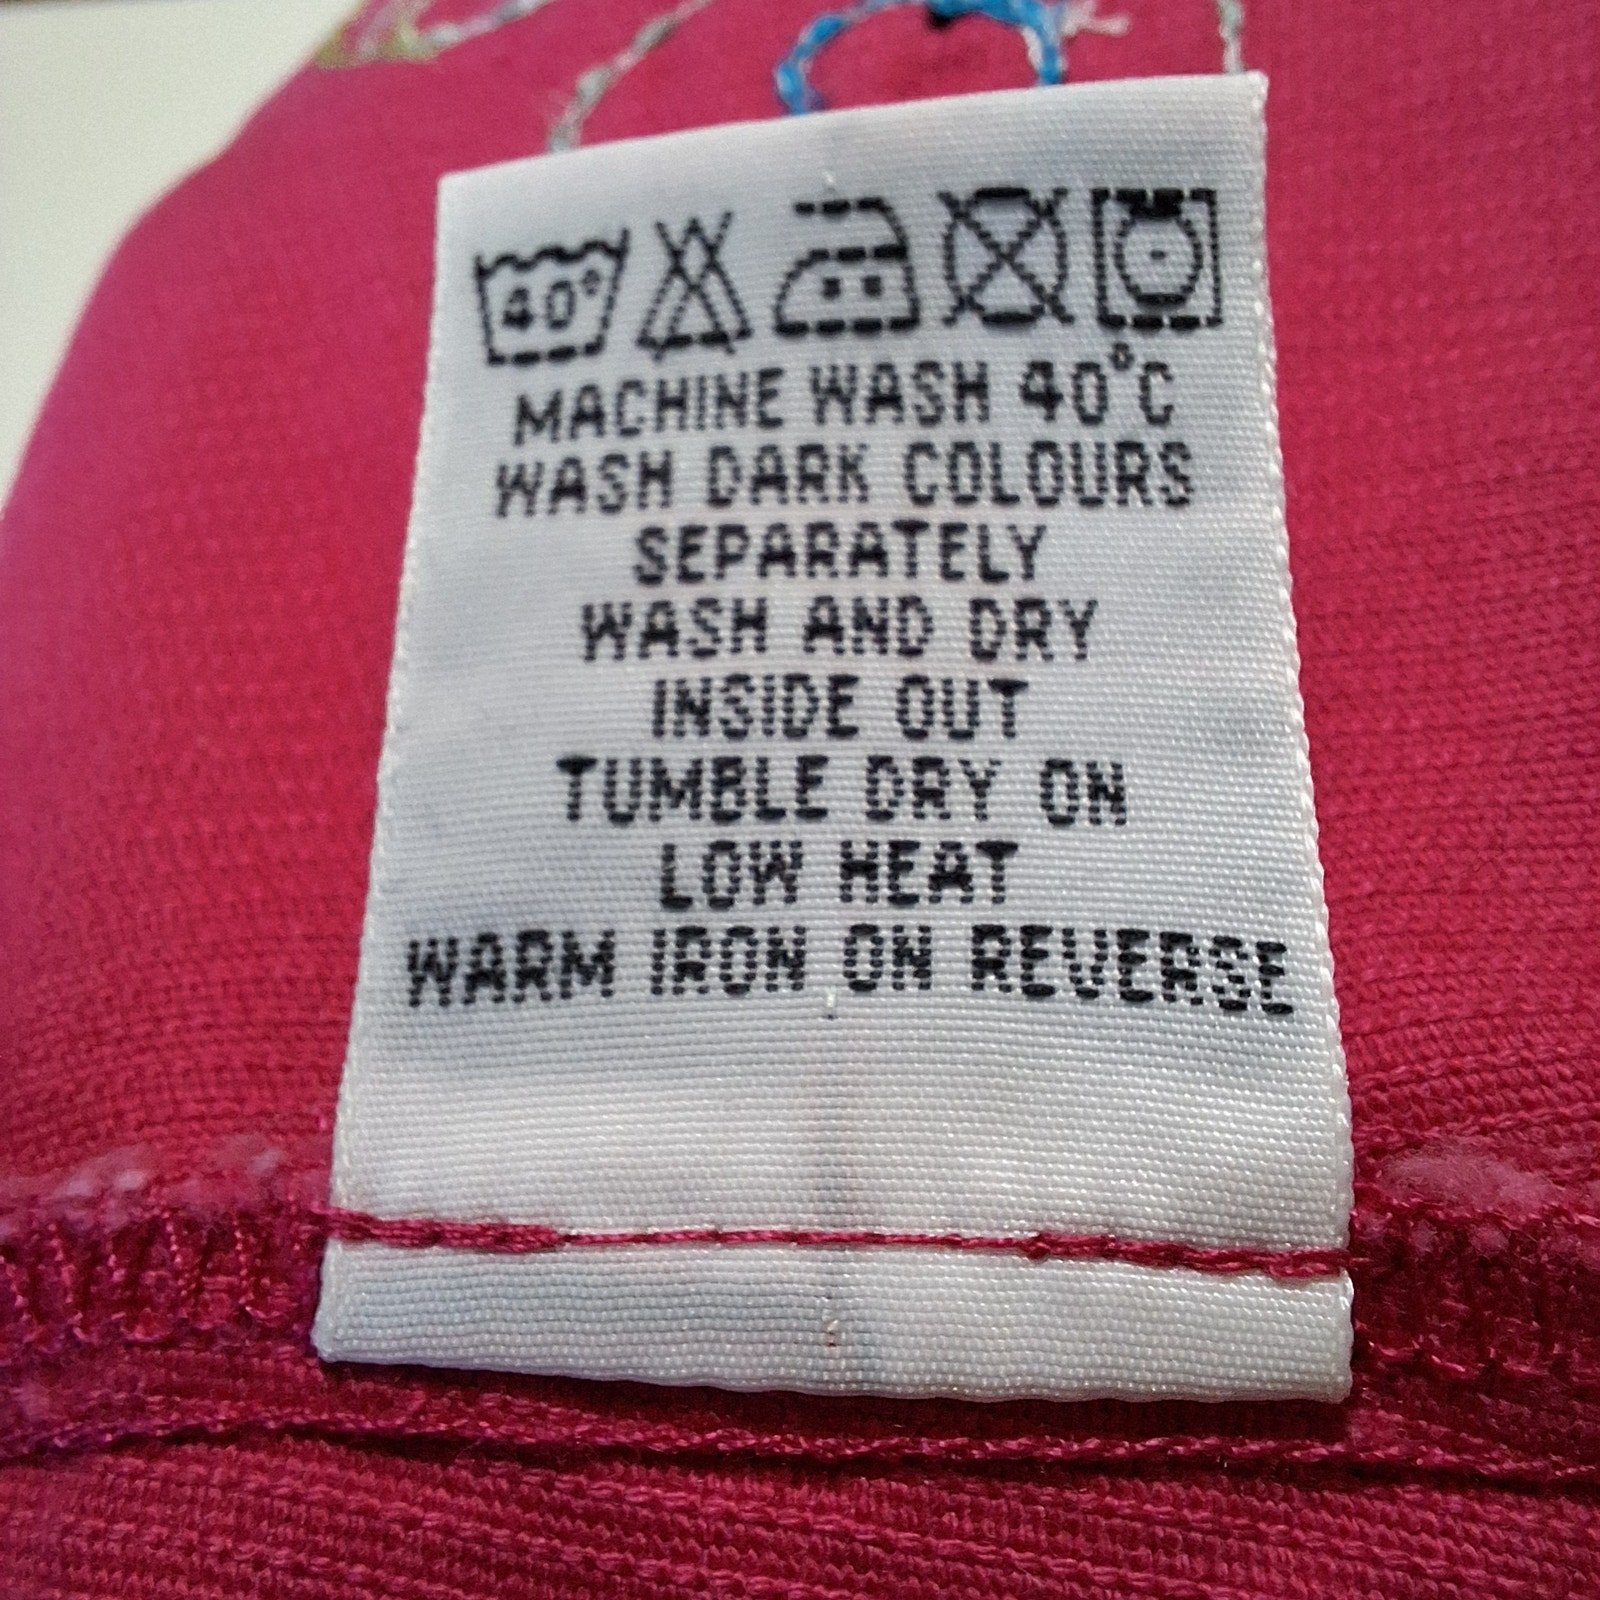 40°
MACHINE WASH 40°C
WASH DARK COLOURS
SEPARATELY
WASH AND DRY
INSIDE OUT
TUMBLE DRY ON
LOW HEAT
WARM IRON ON REVERSE